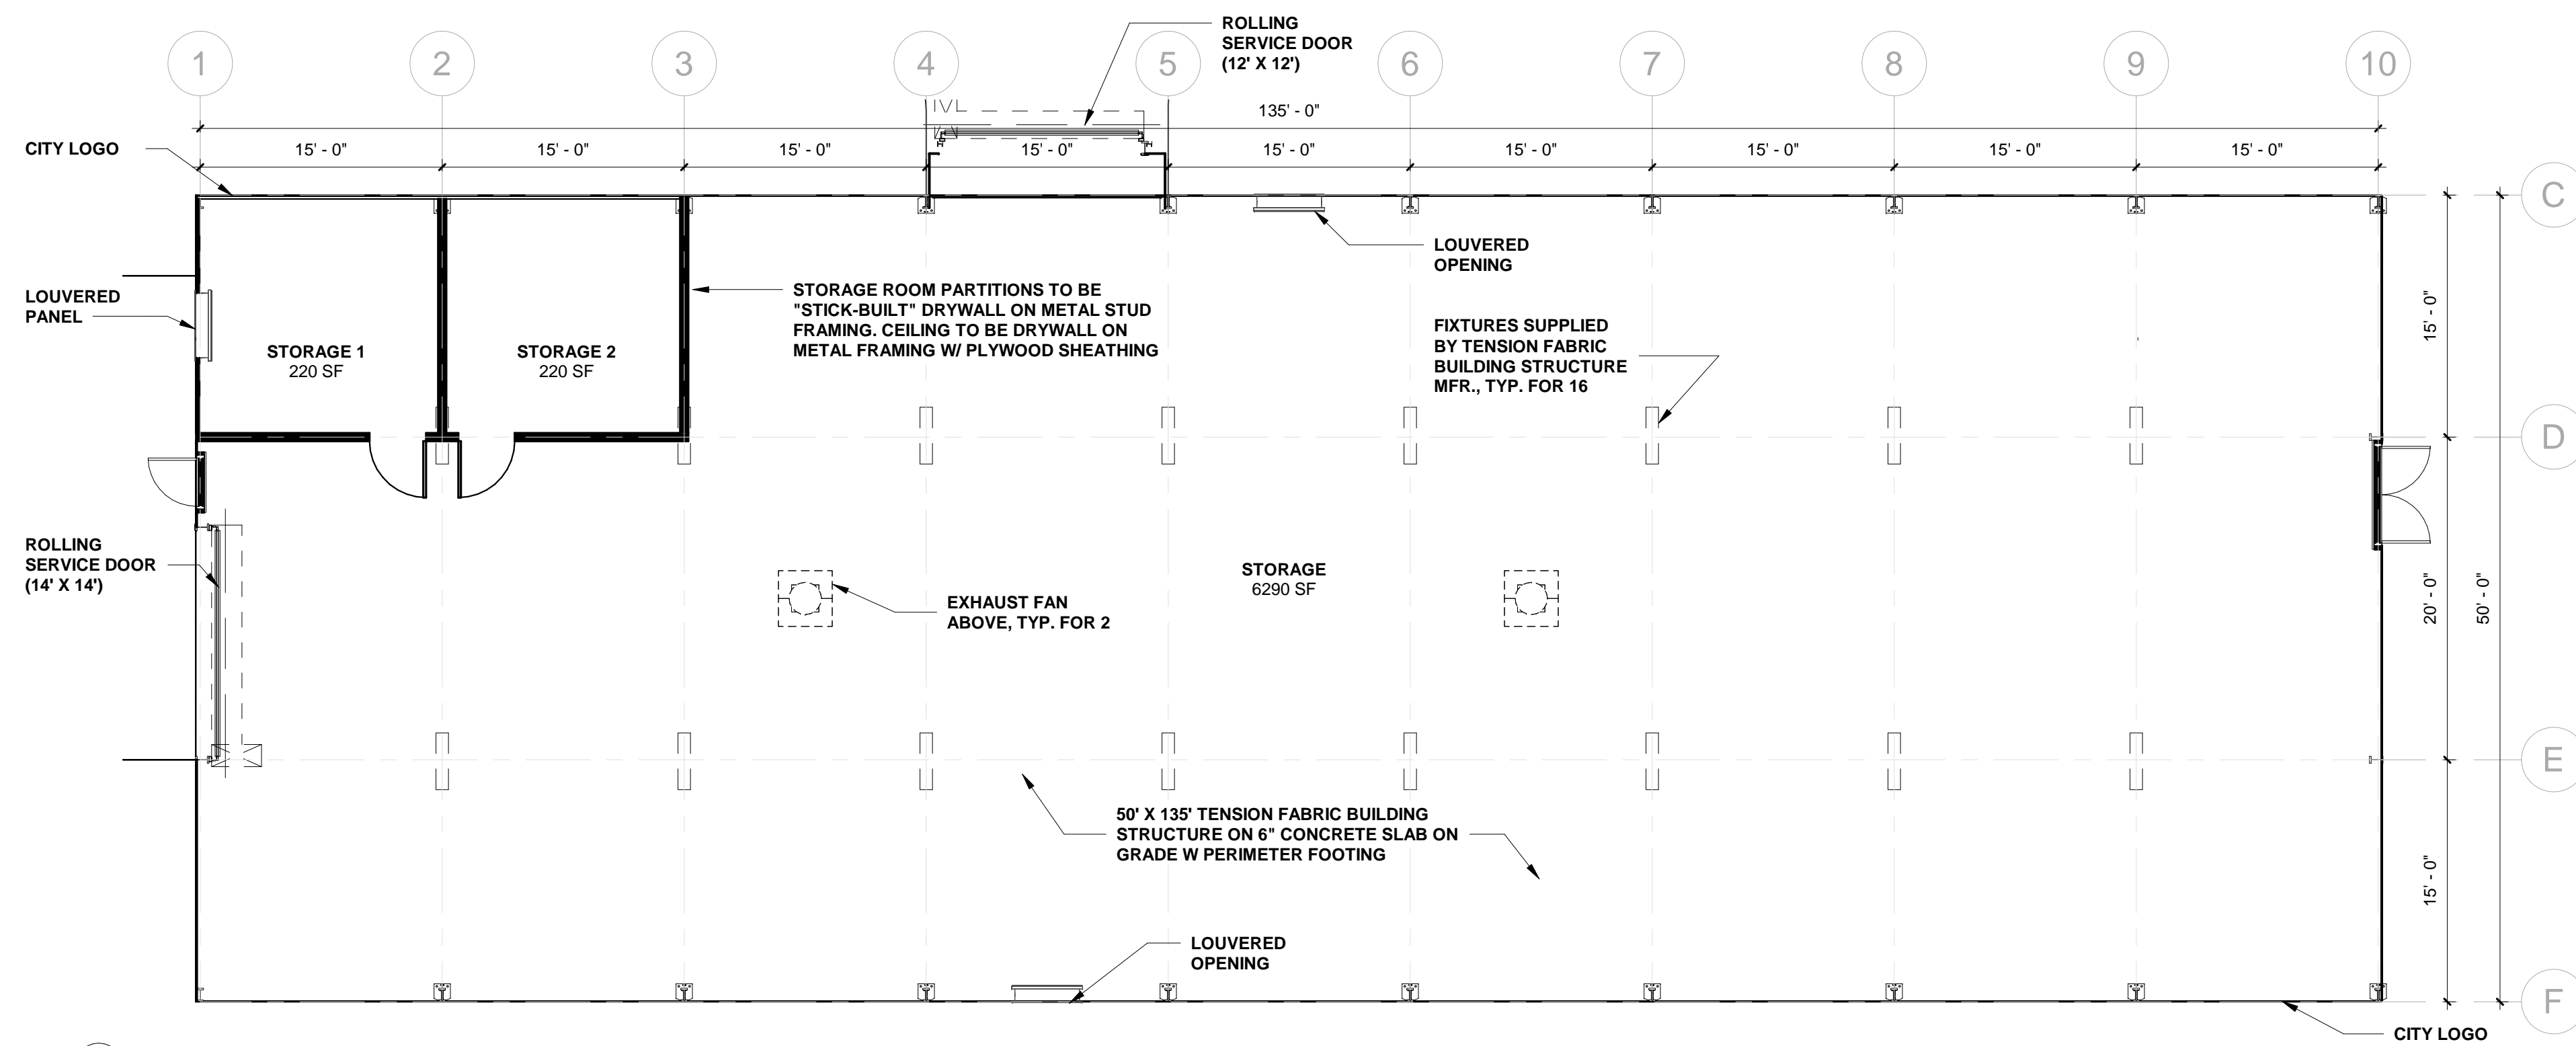 ROLLING
SERVICE DOOR
(12' X 12')
1
2
3
4
5
6
7
8
9
10
135' - 0"
CITY LOGO
15' - 0"
15' - 0"
15' - 0"
15' - 0"
15' - 0"
15' - 0"
15' - 0"
15' - 0"
15' - 0"
C
LOUVERED
OPENING
LOUVERED
PANEL
STORAGE ROOM PARTITIONS TO BE
"STICK-BUILT" DRYWALL ON METAL STUD
FRAMING. CEILING TO BE DRYWALL ON
METAL FRAMING W/ PLYWOOD SHEATHING
FIXTURES SUPPLIED
BY TENSION FABRIC
BUILDING STRUCTURE
MFR., TYP. FOR 16
15' - 0"
STORAGE 1
220 SF
STORAGE 2
220 SF
D
ROLLING
SERVICE DOOR
(14' X 14')
STORAGE
6290 SF
EXHAUST FAN
ABOVE, TYP. FOR 2
20' - 0"
50' - 0"
E
50' X 135' TENSION FABRIC BUILDING
STRUCTURE ON 6" CONCRETE SLAB ON
GRADE W PERIMETER FOOTING
15' - 0"
LOUVERED
OPENING
F
CITY LOGO